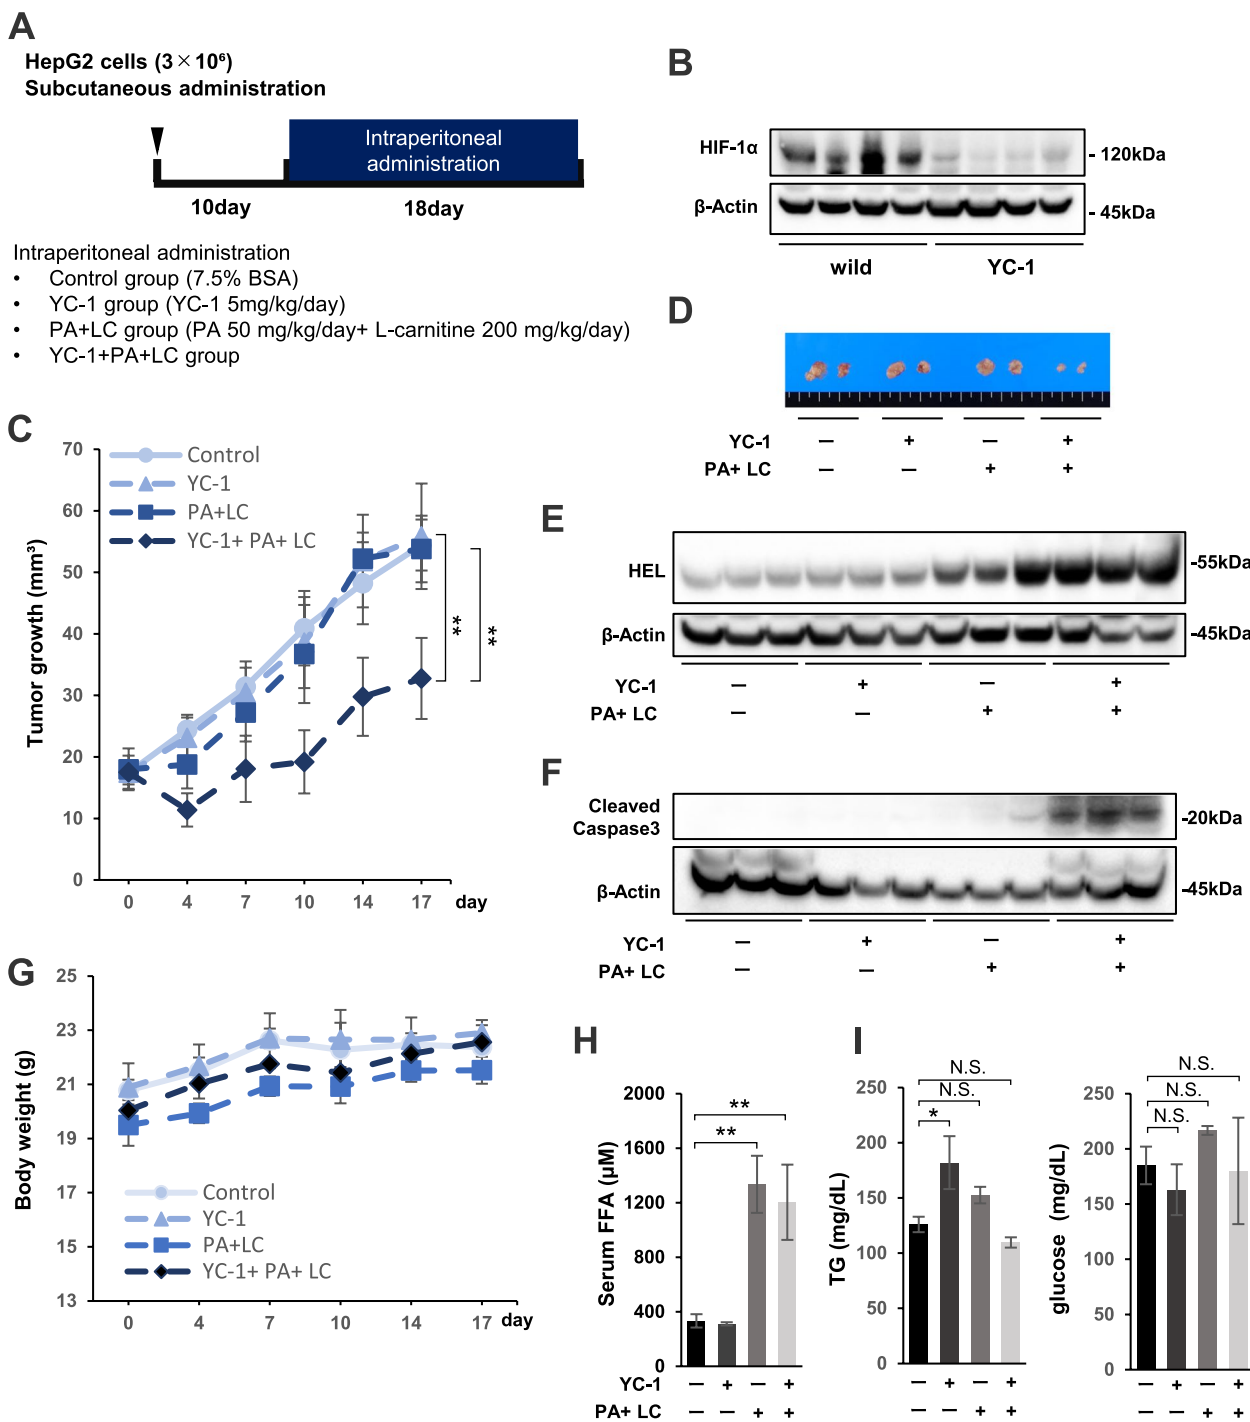 A
HepG2 cells (3×10⁶)
Subcutaneous administration
Intraperitoneal
administration
10day
18day
Intraperitoneal administration
• Control group (7.5% BSA)
• YC-1 group (YC-1 5mg/kg/day)
• PA+LC group (PA 50 mg/kg/day+ L-carnitine 200 mg/kg/day)
• YC-1+PA+LC group
B
HIF-1α
- 120kDa
β-Actin
- 45kDa
wild
YC-1
C
70
60
50
40
30
20
10
0
Tumor growth (mm³)
Control
YC-1
PA+LC
YC-1+ PA+ LC
**
**
0 4 7 10 14 17 day
D
YC-1 – + – +
PA+ LC – – + +
E
HEL
-55kDa
β-Actin
-45kDa
YC-1 – + – +
PA+ LC – – + +
F
Cleaved
Caspase3
-20kDa
β-Actin
-45kDa
YC-1 – + – +
PA+ LC – – + +
G
25
23
21
19
17
15
13
Body weight (g)
Control
YC-1
PA+LC
YC-1+ PA+ LC
0 4 7 10 14 17 day
H
2000
1600
1200
800
400
0
Serum FFA (μM)
**
**
YC-1 – + – +
PA+ LC – – + +
I
250
200
150
100
50
0
TG (mg/dL)
N.S.
N.S.
*
– + – +
– – + +
250
200
150
100
50
0
glucose (mg/dL)
N.S.
N.S.
N.S.
– + – +
– – + +